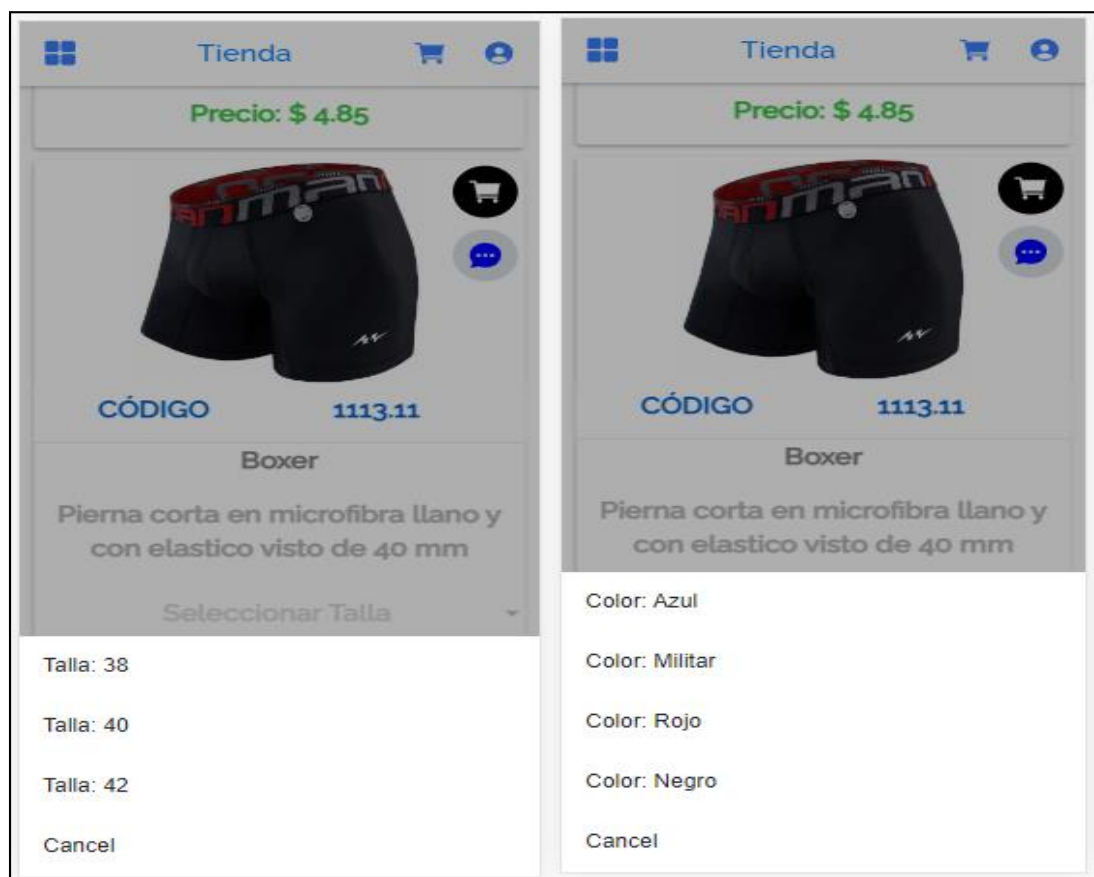 Tienda
Precio: $ 4.85
CÓDIGO 1113.11
Boxer
Pierna corta en microfibra llano y
con elastico visto de 40 mm
Seleccionar Talla
Talla: 38
Talla: 40
Talla: 42
Cancel
Tienda
Precio: $ 4.85
CÓDIGO 1113.11
Boxer
Pierna corta en microfibra llano y
con elastico visto de 40 mm
Color: Azul
Color: Militar
Color: Rojo
Color: Negro
Cancel